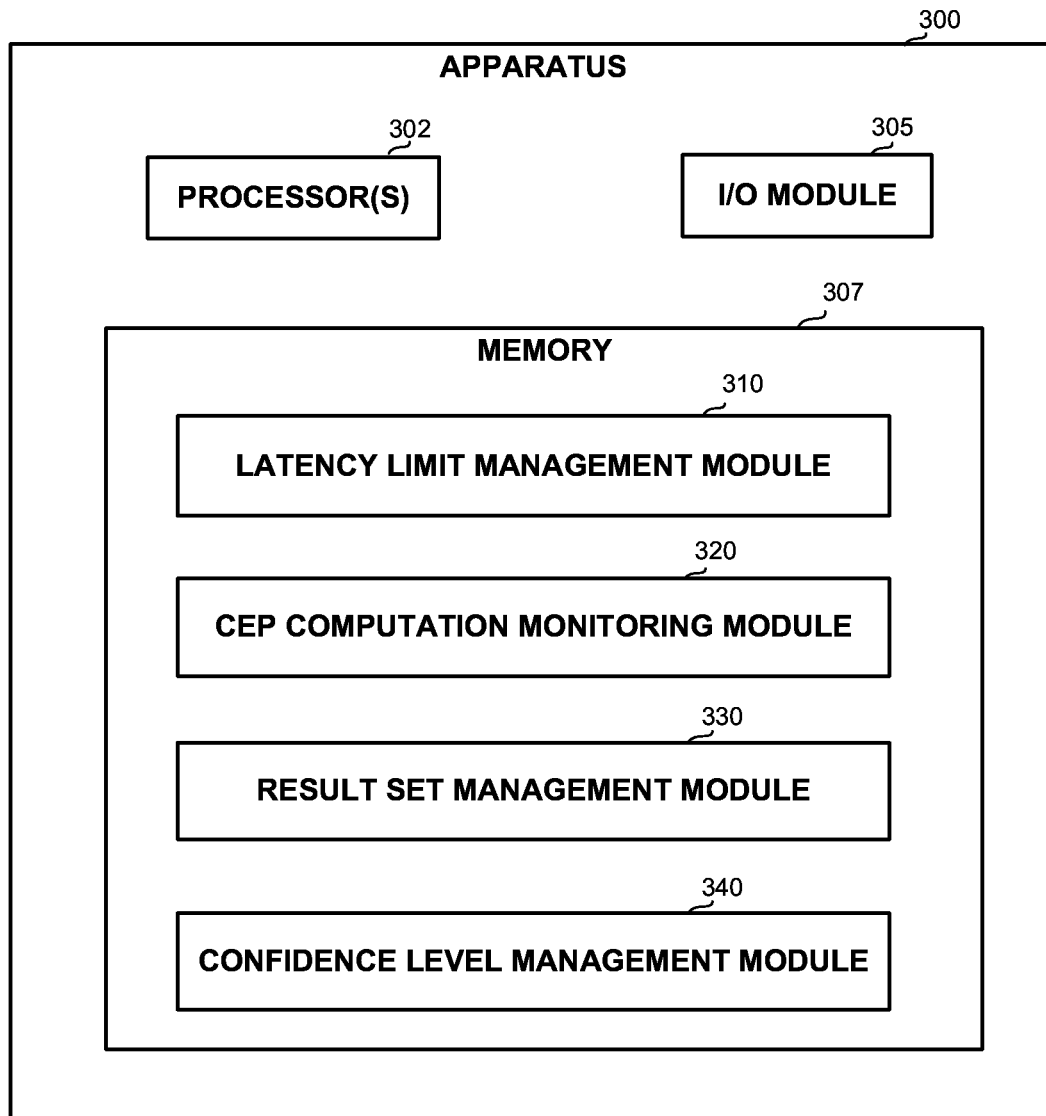 300
APPARATUS
302
PROCESSOR(S)
305
I/O MODULE
307
MEMORY
310
LATENCY LIMIT MANAGEMENT MODULE
320
CEP COMPUTATION MONITORING MODULE
330
RESULT SET MANAGEMENT MODULE
340
CONFIDENCE LEVEL MANAGEMENT MODULE